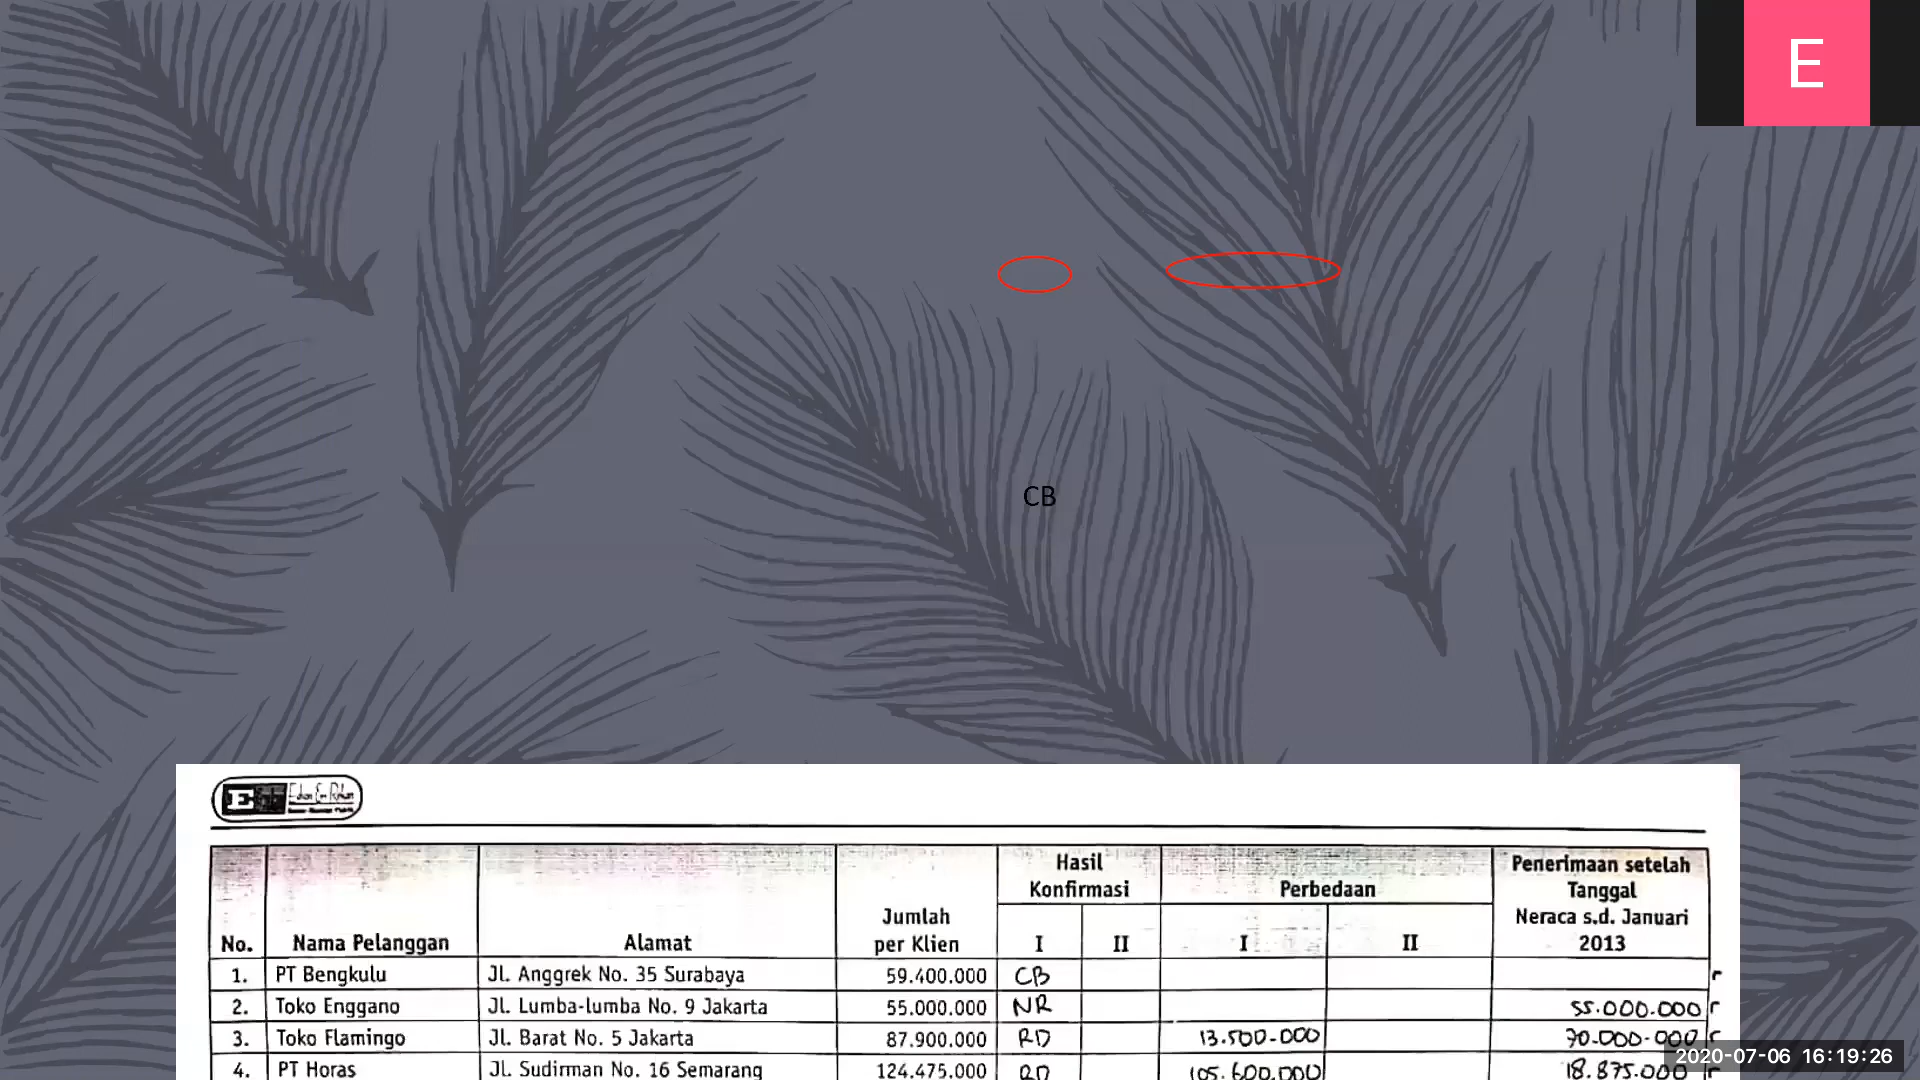 E
CB
E
No. Nama Pelanggan Alamat Jumlah per Klien Hasil Konfirmasi Perbedaan Penerimaan setelah Tanggal Neraca s.d. Januari 2013
I II I II
1. PT Bengkulu Jl. Anggrek No. 35 Surabaya 59.400.000 CB
2. Toko Enggano Jl. Lumba-lumba No. 9 Jakarta 55.000.000 NR 55.000.000 r
3. Toko Flamingo Jl. Barat No. 5 Jakarta 87.900.000 RD 13.500.000 70.000.000 r
4. PT Horas Jl. Sudirman No. 16 Semarang 124.475.000 RD 105.600.000 18.875.000
2020-07-06 16:19:26